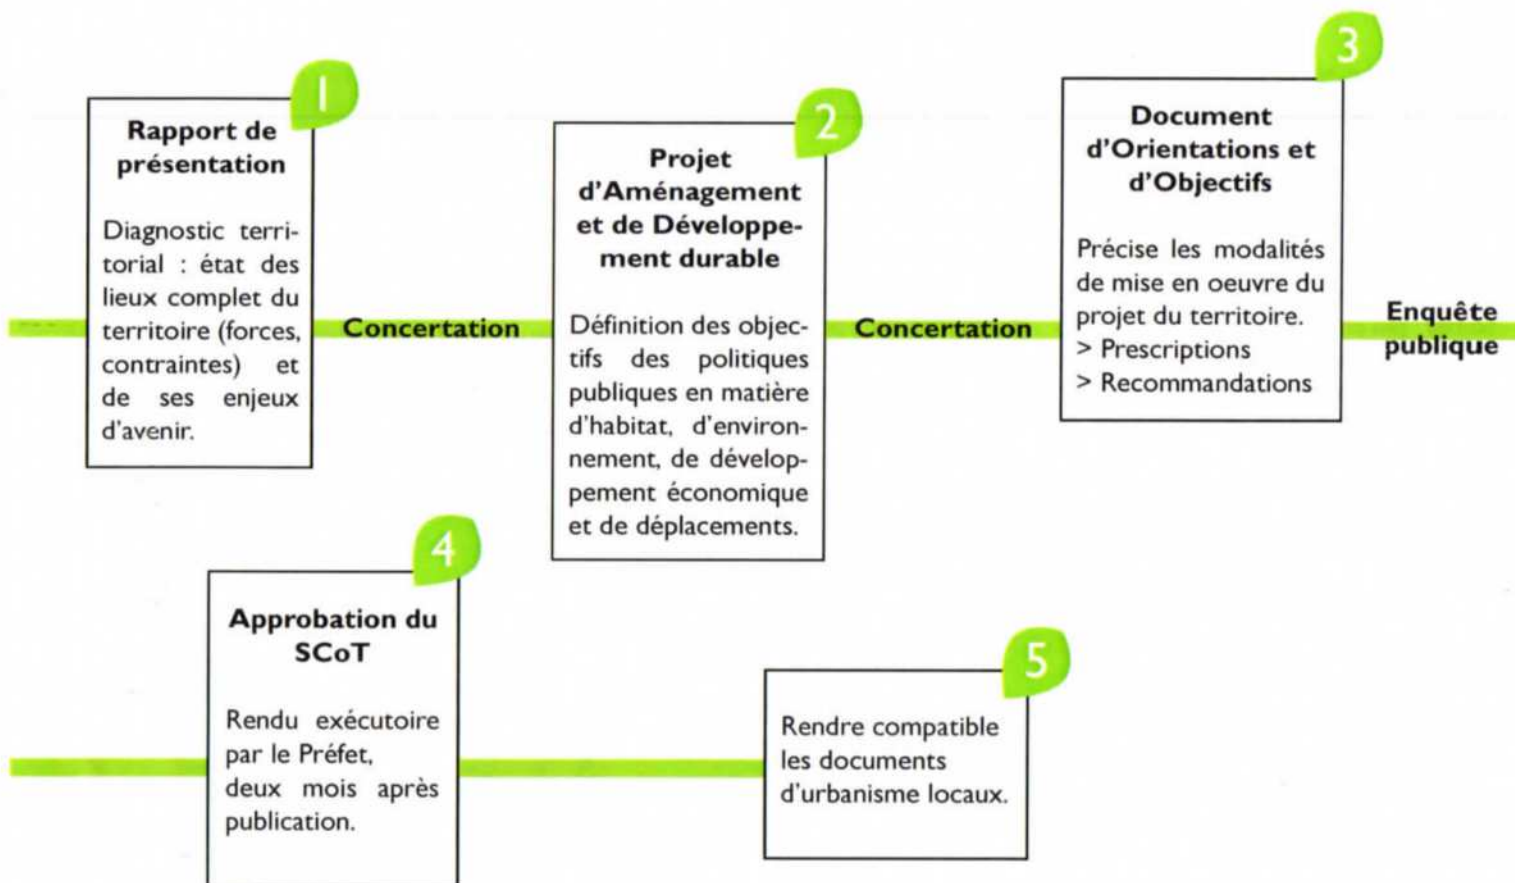 1
Rapport de
présentation
Diagnostic terri-
torial : état des
lieux complet du
territoire (forces,
contraintes) et
de ses enjeux
d'avenir.
Concertation
2
Projet
d'Aménagement
et de Développe-
ment durable
Définition des objec-
tifs des politiques
publiques en matière
d'habitat, d'environ-
nement, de dévelop-
pement économique
et de déplacements.
Concertation
3
Document
d'Orientations et
d'Objectifs
Précise les modalités
de mise en oeuvre du
projet du territoire.
> Prescriptions
> Recommandations
Enquête
publique
4
Approbation du
SCoT
Rendu exécutoire
par le Préfet,
deux mois après
publication.
5
Rendre compatible
les documents
d'urbanisme locaux.